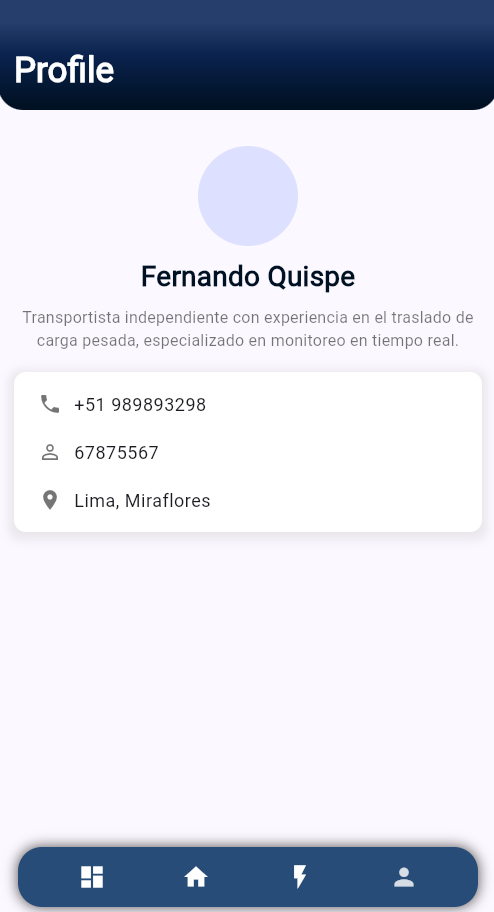 Profile
Fernando Quispe
Transportista independiente con experiencia en el traslado de
carga pesada, especializado en monitoreo en tiempo real.
+51 989893298
67875567
Lima, Miraflores